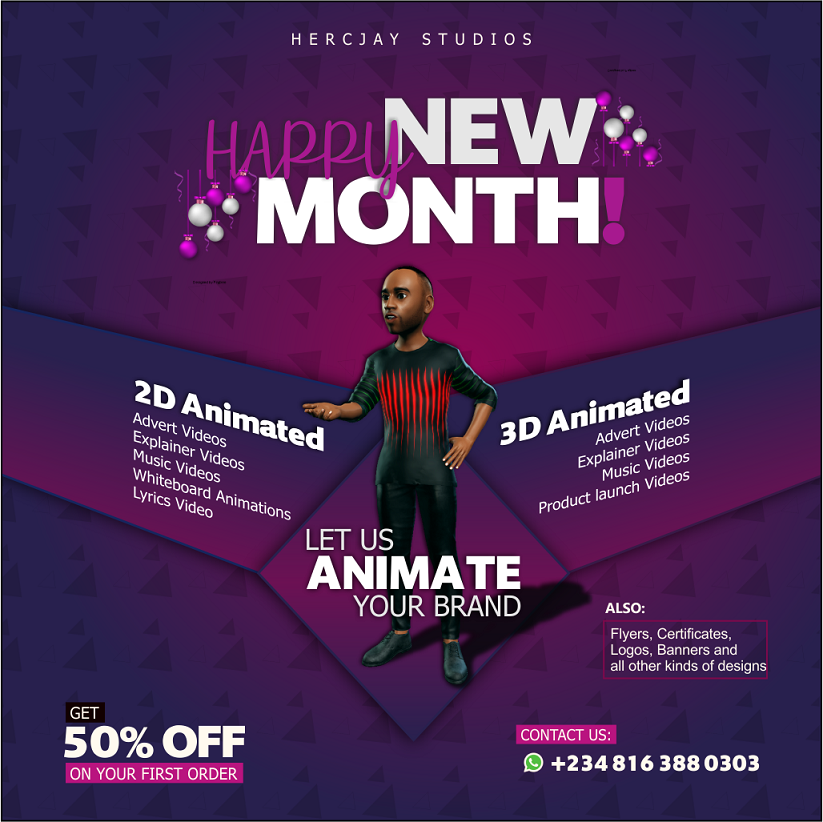 HERCJAY STUDIOS
HAPPY NEW
MONTH!
2D Animated
Advert Videos
Explainer Videos
Music Videos
Whiteboard Animations
Lyrics Video
3D Animated
Advert Videos
Explainer Videos
Music Videos
Product launch Videos
LET US
ANIMATE
YOUR BRAND
ALSO:
Flyers, Certificates,
Logos, Banners and
all other kinds of designs
GET
50% OFF
ON YOUR FIRST ORDER
CONTACT US:
+234 816 388 0303